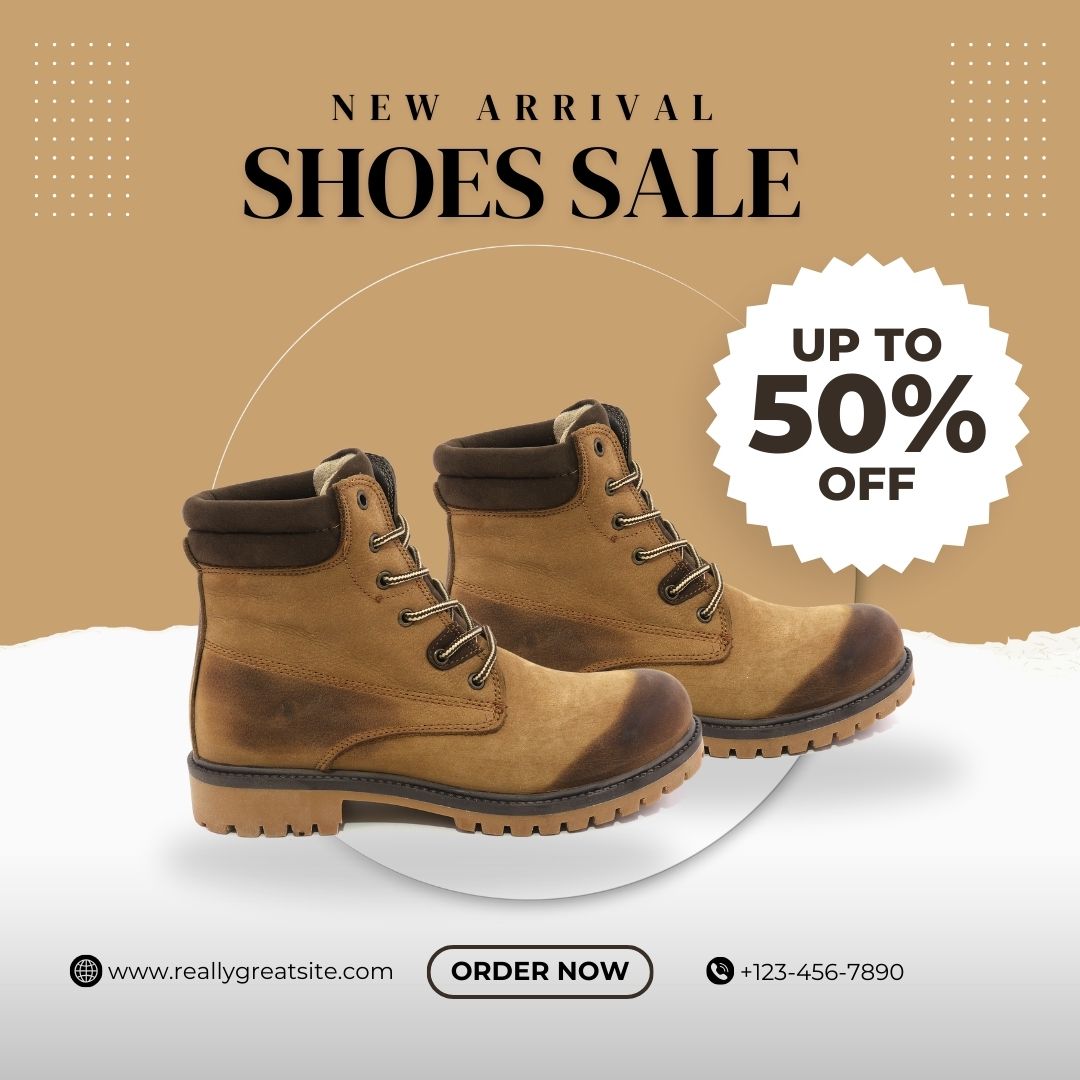 NEW ARRIVAL
SHOES SALE
UP TO
50%
OFF
www.reallygreatsite.com
ORDER NOW
+123-456-7890